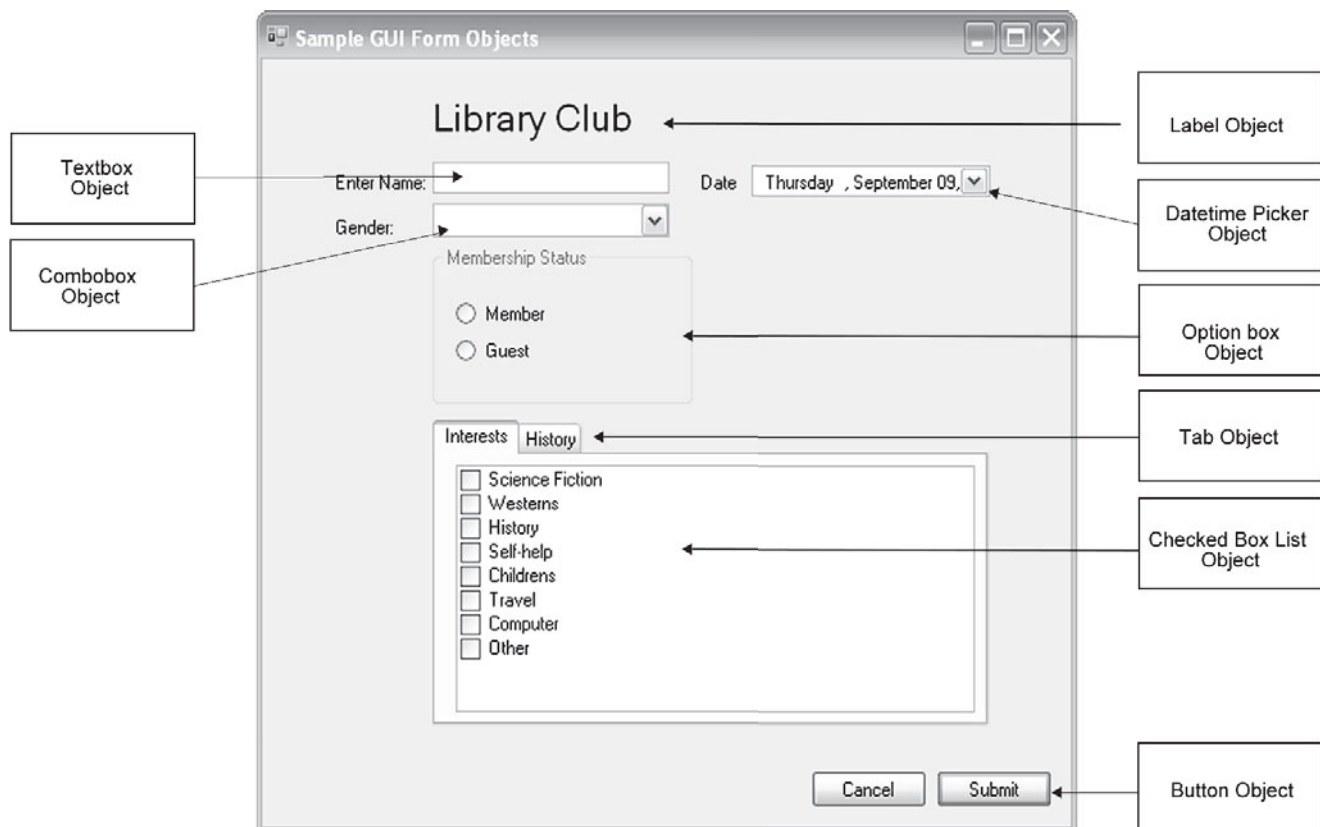 Sample GUI Form Objects
Library Club
Label Object
Textbox
Object
Enter Name:
Date
Thursday , September 09,
Datetime Picker
Object
Gender:
Combobox
Object
Membership Status
Member
Guest
Option box
Object
Interests
History
Tab Object
Science Fiction
Westerns
History
Self-help
Childrens
Travel
Computer
Other
Checked Box List
Object
Cancel
Submit
Button Object